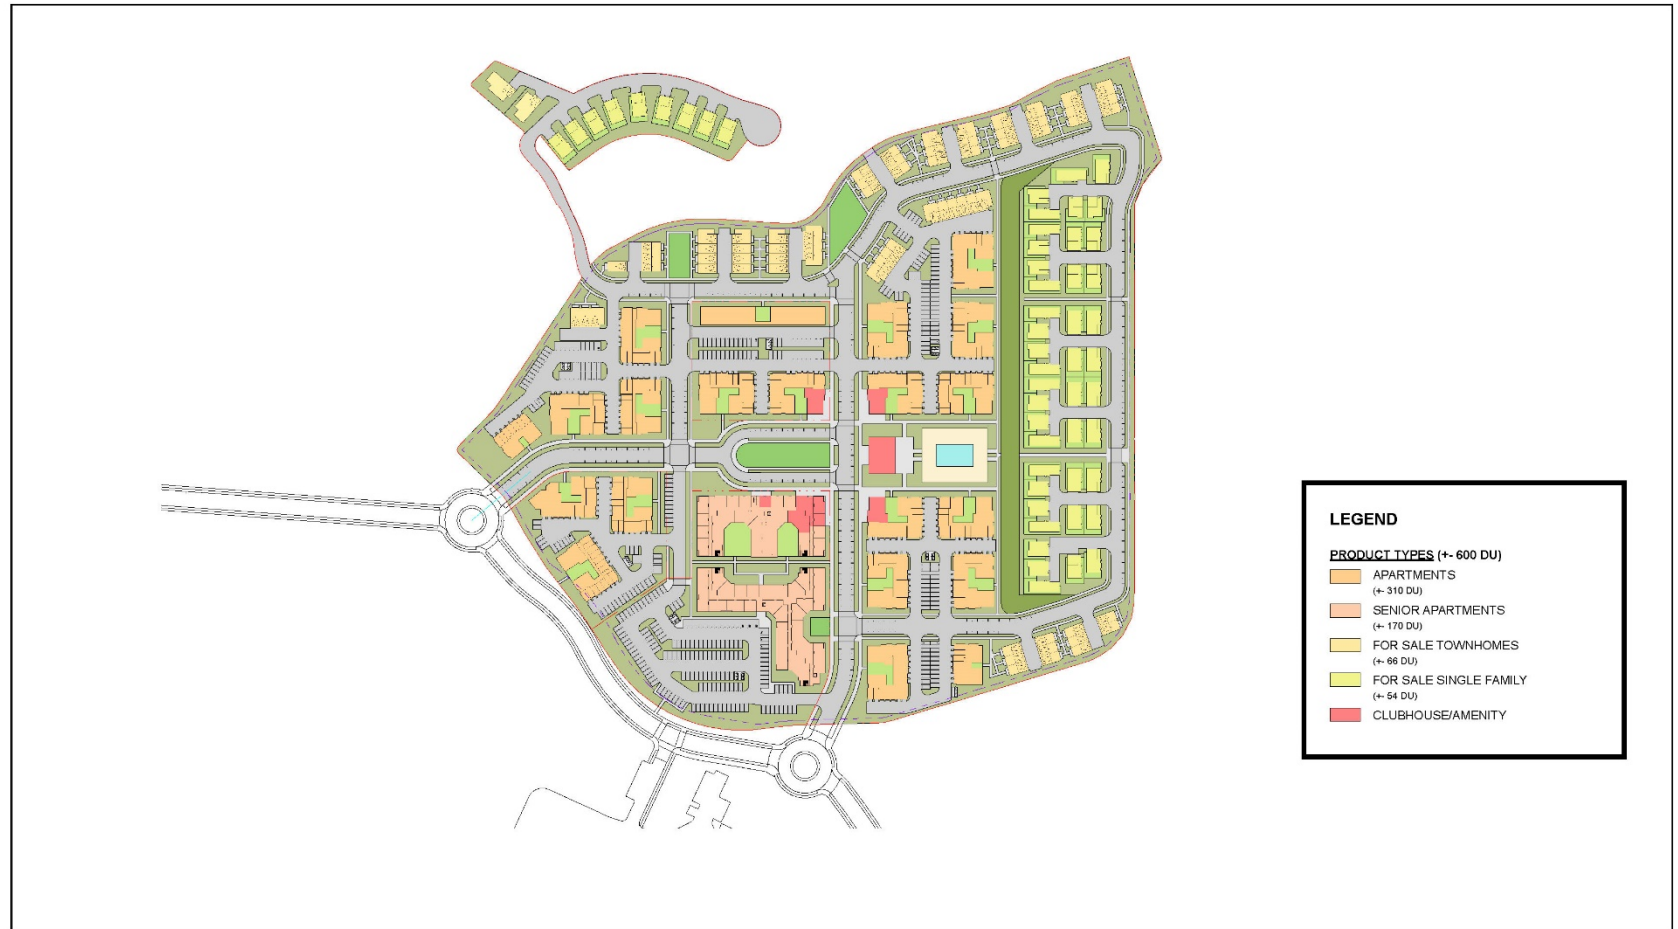 LEGEND
PRODUCT TYPES (+- 600 DU)
APARTMENTS
(+- 310 DU)
SENIOR APARTMENTS
(+- 170 DU)
FOR SALE TOWNHOMES
(+- 66 DU)
FOR SALE SINGLE FAMILY
(+- 54 DU)
CLUBHOUSE/AMENITY